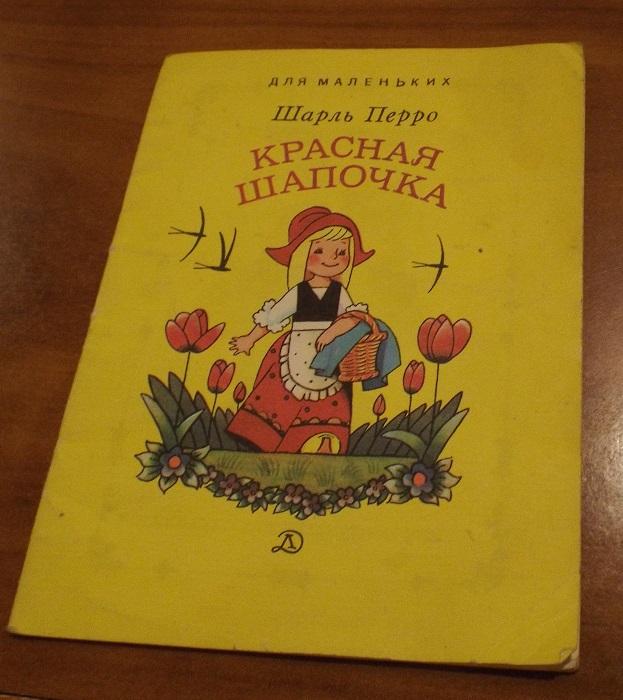 ДЛЯ МАЛЕНЬКИХ
Шарль Перро
КРАСНАЯ
ШАПОЧКА
Д